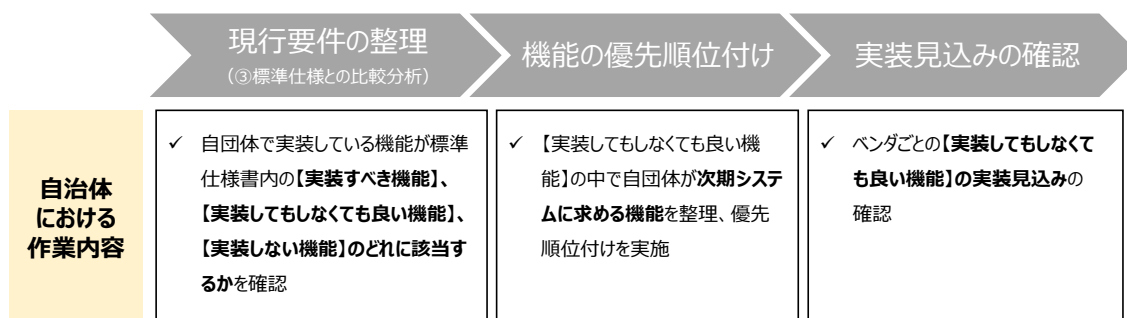 現行要件の整理
（③標準仕様との比較分析）
機能の優先順位付け
実装見込みの確認
自治体
における
作業内容
✓ 自団体で実装している機能が標準
仕様書内の【実装すべき機能】、
【実装してもしなくても良い機能】、
【実装しない機能】のどれに該当す
るかを確認
✓ 【実装してもしなくても良い機
能】の中で自団体が次期システ
ムに求める機能を整理、優先
順位付けを実施
✓ ベンダごとの【実装してもしなくて
も良い機能】の実装見込みの
確認